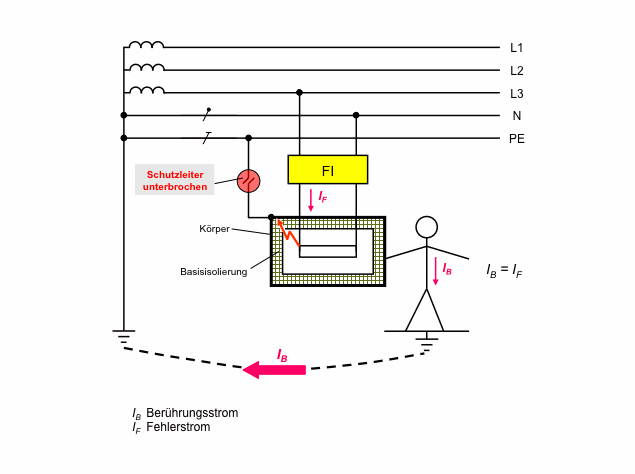 L1
L2
L3
N
PE
Schutzleiter
unterbrochen
FI
I_F
Körper
Basisisolierung
I_B
I_B = I_F
I_B
I_B Berührungsstrom
I_F Fehlerstrom